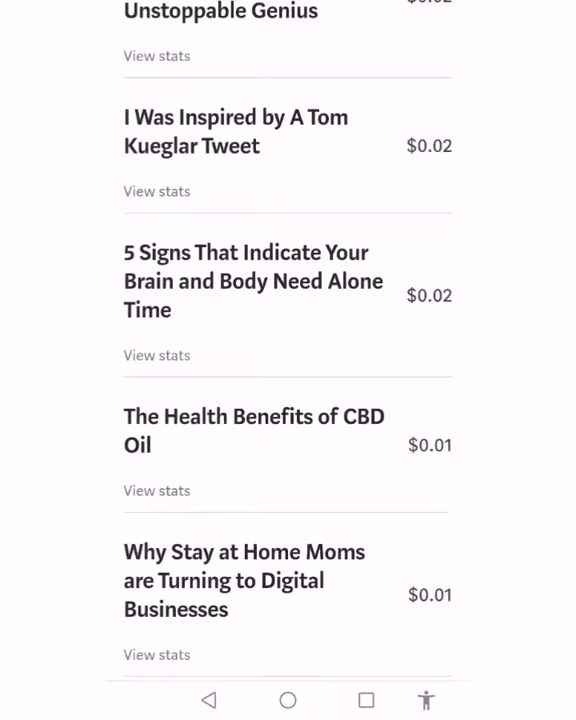 Unstoppable Genius
View stats
I Was Inspired by A Tom
Kueglar Tweet
$0.02
View stats
5 Signs That Indicate Your
Brain and Body Need Alone
Time
$0.02
View stats
The Health Benefits of CBD
Oil
$0.01
View stats
Why Stay at Home Moms
are Turning to Digital
Businesses
$0.01
View stats